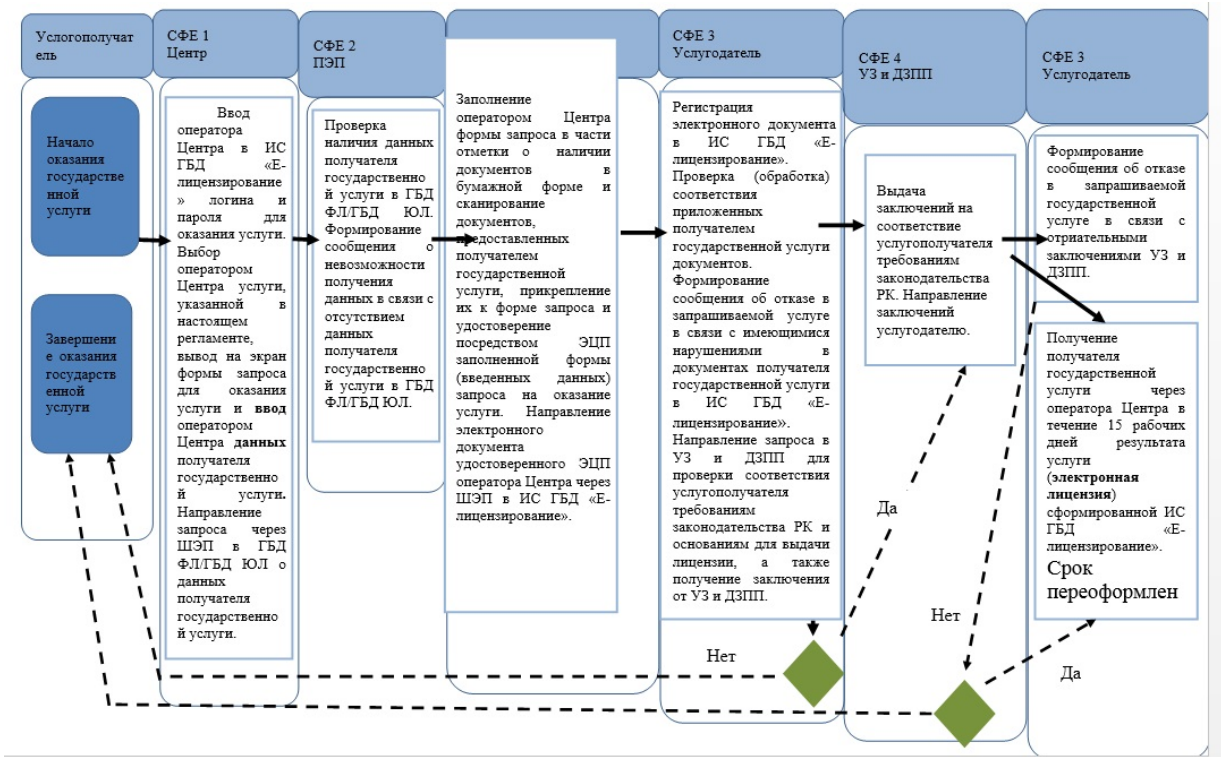 Услогополучат
ель
Начало
оказания
государстве
нной
услуги
Завершени
е оказания
государств
енной
услуги
СФЕ 1
Центр
Ввод
оператора
Центра в ИС
ГБД «Е-
лицензирование
» логина и
пароля для
оказания услуги.
Выбор
оператором
Центра услуги,
указанной в
настоящем
регламенте,
вывод на экран
формы запроса
для оказания
услуги и ввод
оператором
Центра данных
получателя
государственно
й услуги.
Направление
запроса через
ШЭП в ГБД
ФЛ/ГБД ЮЛ о
данных
получателя
государственно
й услуги.
СФЕ 2
ПЭП
Проверка
наличия данных
получателя
государственно
й услуги в ГБД
ФЛ/ГБД ЮЛ.
Формирование
сообщения о
невозможности
получения
данных в связи с
отсутствием
данных
получателя
государственно
й услуги в ГБД
ФЛ/ГБД ЮЛ.
Заполнение
оператором Центра
формы запроса в части
отметки о наличии
документов в
бумажной форме и
сканирование
документов,
предоставленных
получателем
государственной
услуги, прикрепление
их к форме запроса и
удостоверение
посредством ЭЦП
заполненной формы
(введенных данных)
запроса на оказание
услуги. Направление
электронного
документа
удостоверенного ЭЦП
оператора Центра через
ШЭП в ИС ГБД «Е-
лицензирование».
СФЕ 3
Услугодатель
Регистрация
электронного документа
в ИС ГБД «Е-
лицензирование».
Проверка (обработка)
соответствия
приложенных
получателем
государственной услуги
документов.
Формирование
сообщения об отказе в
запрашиваемой услуге
в связи с имеющимися
нарушениями в
документах получателя
государственной услуги
в ИС ГБД «Е-
лицензирование».
Направление запроса в
УЗ и ДЗПП для
проверки соответствия
услугополучателя
требованиям
законодательства РК и
основаниям для выдачи
лицензии, а также
получение заключения
от УЗ и ДЗПП.
Нет
СФЕ 4
УЗ и ДЗПП
Выдача
заключений на
соответствие
услугополучателя
требованиям
законодательства
РК. Направление
заключений
услугодателю.
Да
Нет
СФЕ 3
Услугодатель
Формирование
сообщения об отказе
в запрашиваемой
государственной
услуге в связи с
отриательными
заключениями УЗ и
ДЗПП.
Получение
получателя
государственной
услуги через
оператора Центра в
течение 15 рабочих
дней результата
услуги
(электронная
лицензия)
сформированной ИС
ГБД «Е-
лицензирование».
Срок
переоформлен
Да